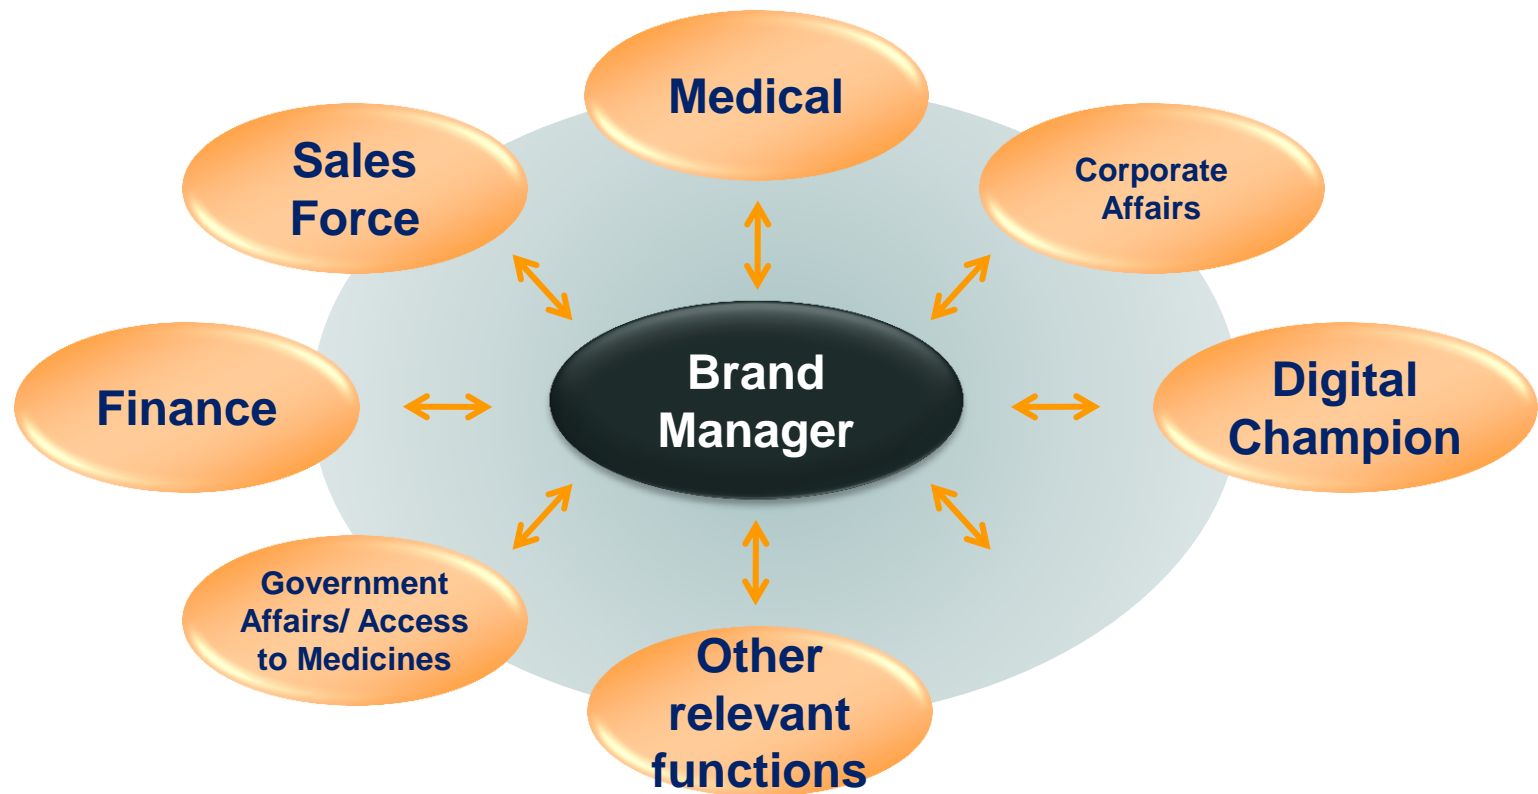 Medical
Sales
Force
Corporate
Affairs
Brand
Manager
Finance
Digital
Champion
Government
Affairs/ Access
to Medicines
Other
relevant
functions